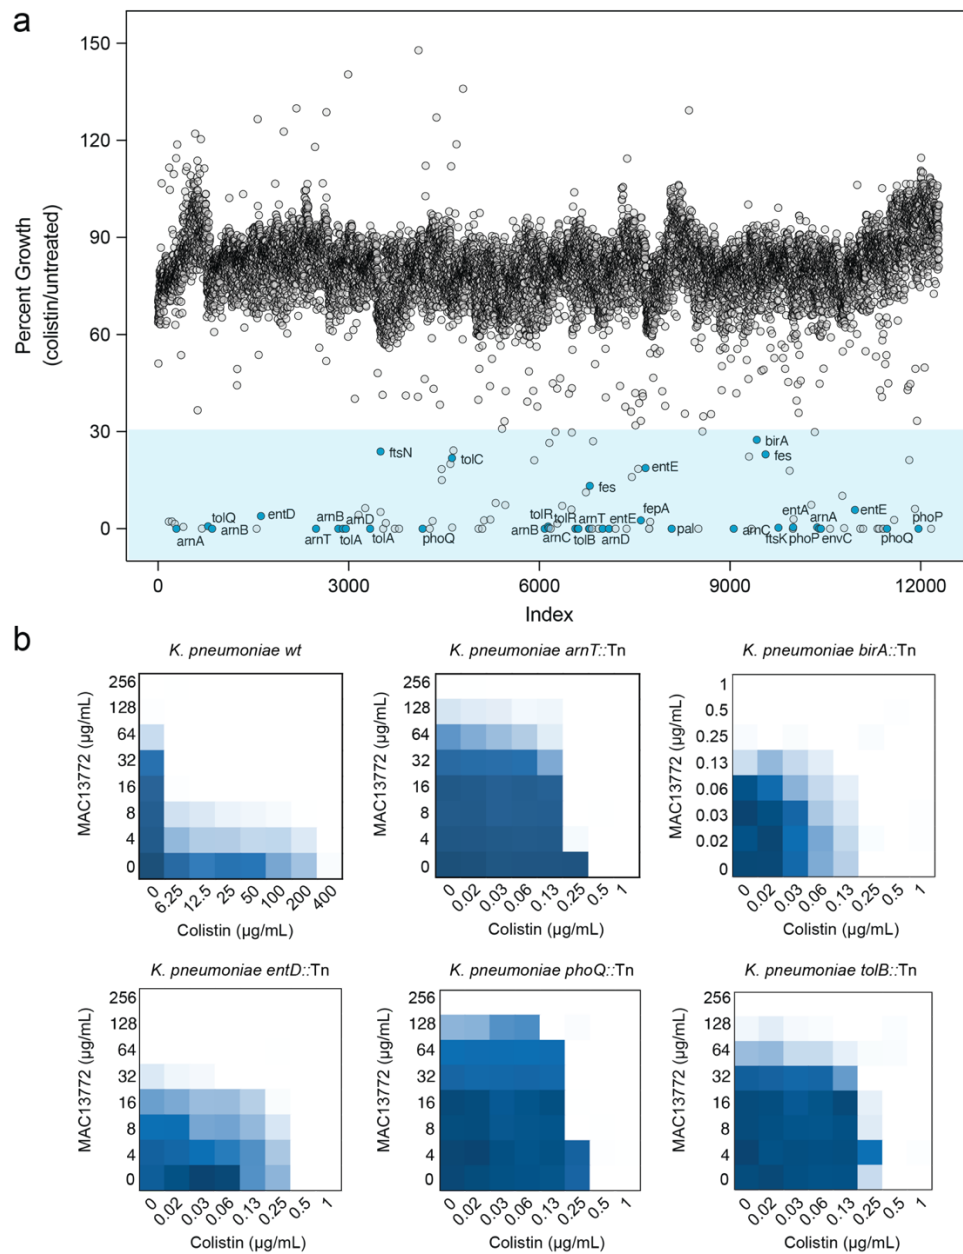 a
Percent Growth
(colistin/untreated)
150
120
90
60
30
0
ftsN
tolC
birA
fes
entE
fes
tolQ
entD
arnB
arnD
tolR
tolR
arnT
entE
fepA
entA
arnA
entE
phoP
arnA
arnB
arnT
tolA
tolA
phoQ
arnB
arnC
tolB
arnD
pal
arnC
ftsK
phoP
envC
phoQ
0
3000
6000
9000
12000
Index
b
K. pneumoniae wt
MAC13772 (µg/mL)
256
128
64
32
16
8
4
0
0
6.25
12.5
25
50
100
200
400
Colistin (µg/mL)
K. pneumoniae arnT::Tn
MAC13772 (µg/mL)
256
128
64
32
16
8
4
0
0
0.02
0.03
0.06
0.13
0.25
0.5
1
Colistin (µg/mL)
K. pneumoniae birA::Tn
MAC13772 (µg/mL)
1
0.5
0.25
0.13
0.06
0.03
0.02
0
0
0.02
0.03
0.06
0.13
0.25
0.5
1
Colistin (µg/mL)
K. pneumoniae entD::Tn
MAC13772 (µg/mL)
256
128
64
32
16
8
4
0
0
0.02
0.03
0.06
0.13
0.25
0.5
1
Colistin (µg/mL)
K. pneumoniae phoQ::Tn
MAC13772 (µg/mL)
256
128
64
32
16
8
4
0
0
0.02
0.03
0.06
0.13
0.25
0.5
1
Colistin (µg/mL)
K. pneumoniae tolB::Tn
MAC13772 (µg/mL)
256
128
64
32
16
8
4
0
0
0.02
0.03
0.06
0.13
0.25
0.5
1
Colistin (µg/mL)